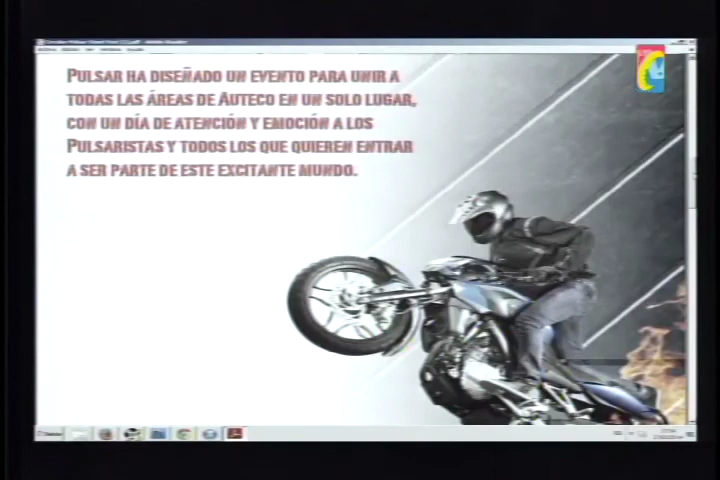 PULSAR HA DISEÑADO UN EVENTO PARA UNIR A
TODAS LAS ÁREAS DE AUTECO EN UN SOLO LUGAR,
CON UN DÍA DE ATENCIÓN Y EMOCIÓN A LOS
PULSARISTAS Y TODOS LOS QUE QUIEREN ENTRAR
A SER PARTE DE ESTE EXCITANTE MUNDO.